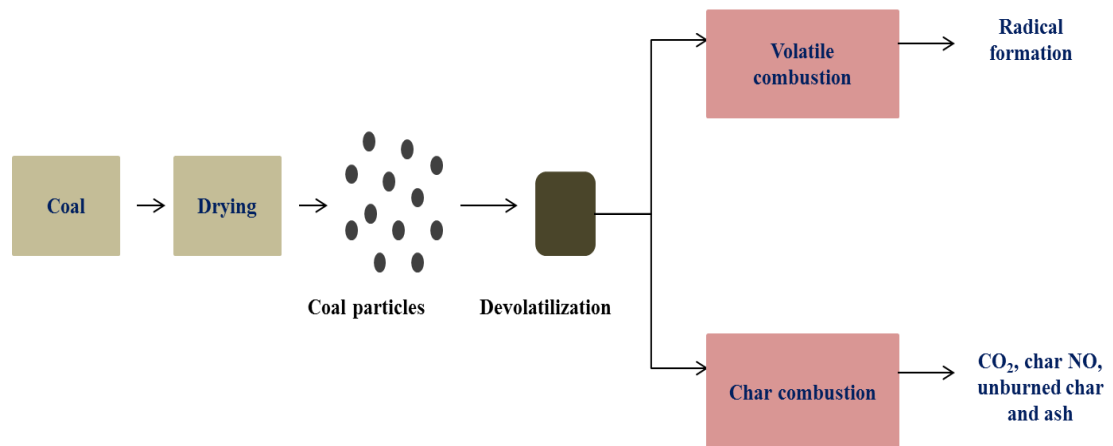 Coal
Drying
Coal particles
Devolatilization
Volatile
combustion
Radical
formation
Char combustion
CO₂, char NO,
unburned char
and ash